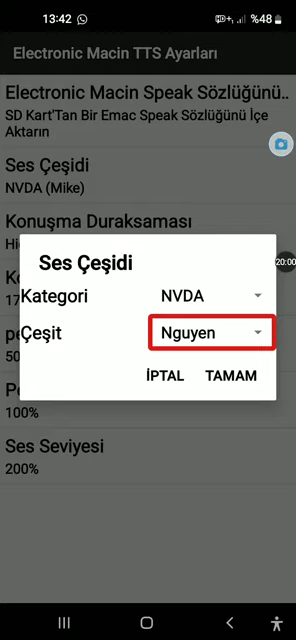 13:42
%48
Electronic Macin TTS Ayarları
Electronic Macin Speak Sözlüğünü..
SD Kart'Tan Bir Emac Speak Sözlüğünü İçe
Aktarın
Ses Çeşidi
NVDA (Mike)
Konuşma Duraksaması
20:00
Ses Çeşidi
Kategori NVDA
Çeşit Nguyen
İPTAL TAMAM
100%
Ses Seviyesi
200%